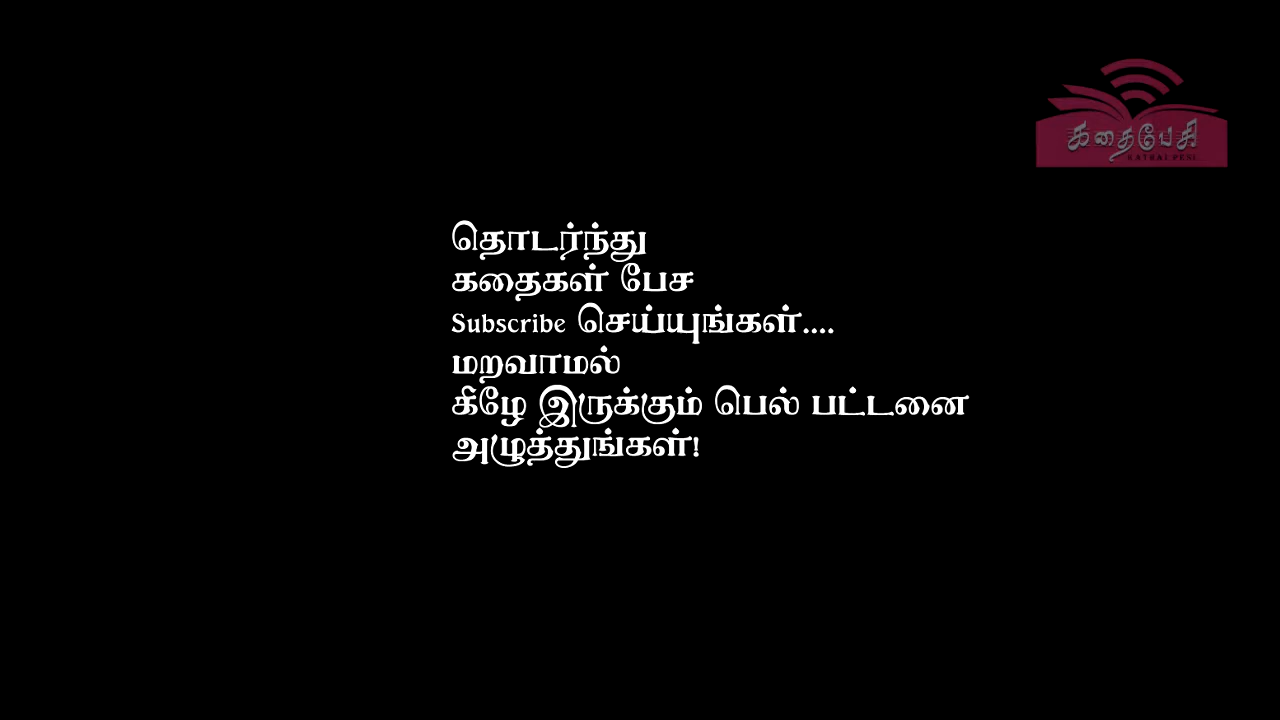 கதைபேசி
KATHAI PESI
தொடர்ந்து
கதைகள் பேச
Subscribe செய்யுங்கள்....
மறவாமல்
கீழே இருக்கும் பெல் பட்டனை
அழுத்துங்கள்!